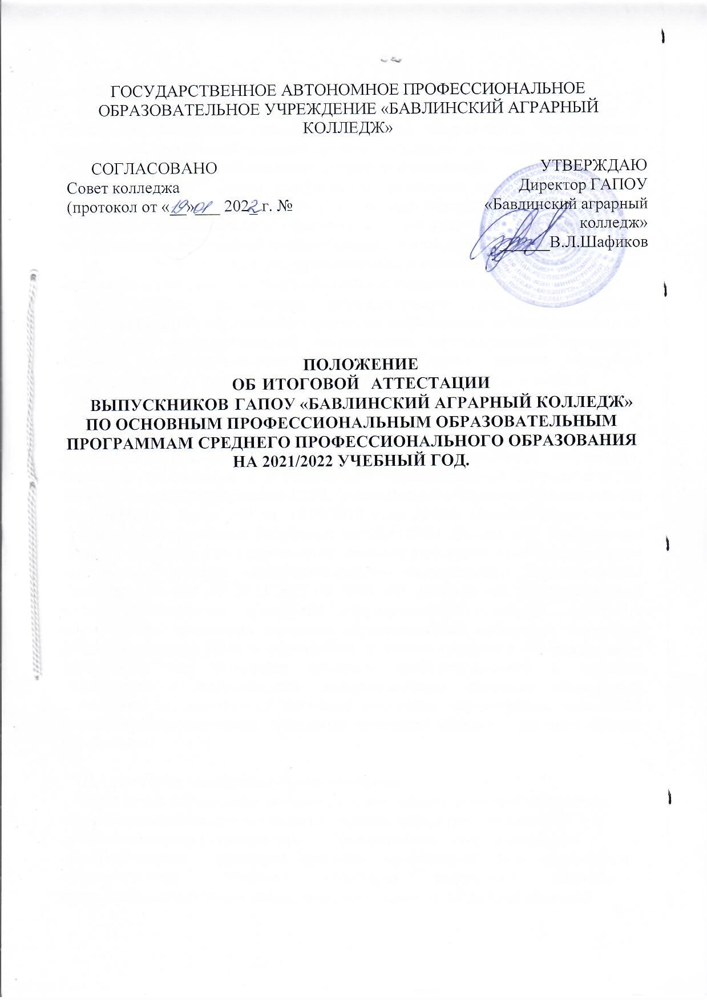 ГОСУДАРСТВЕННОЕ АВТОНОМНОЕ ПРОФЕССИОНАЛЬНОЕ
ОБРАЗОВАТЕЛЬНОЕ УЧРЕЖДЕНИЕ «БАВЛИНСКИЙ АГРАРНЫЙ
КОЛЛЕДЖ»
СОГЛАСОВАНО
Совет колледжа
(протокол от «19» 01 2022 г. №
УТВЕРЖДАЮ
Директор ГАПОУ
«Бавлинский аграрный
колледж»
______В.Л.Шафиков
ПОЛОЖЕНИЕ
ОБ ИТОГОВОЙ АТТЕСТАЦИИ
ВЫПУСКНИКОВ ГАПОУ «БАВЛИНСКИЙ АГРАРНЫЙ КОЛЛЕДЖ»
ПО ОСНОВНЫМ ПРОФЕССИОНАЛЬНЫМ ОБРАЗОВАТЕЛЬНЫМ
ПРОГРАММАМ СРЕДНЕГО ПРОФЕССИОНАЛЬНОГО ОБРАЗОВАНИЯ
НА 2021/2022 УЧЕБНЫЙ ГОД.